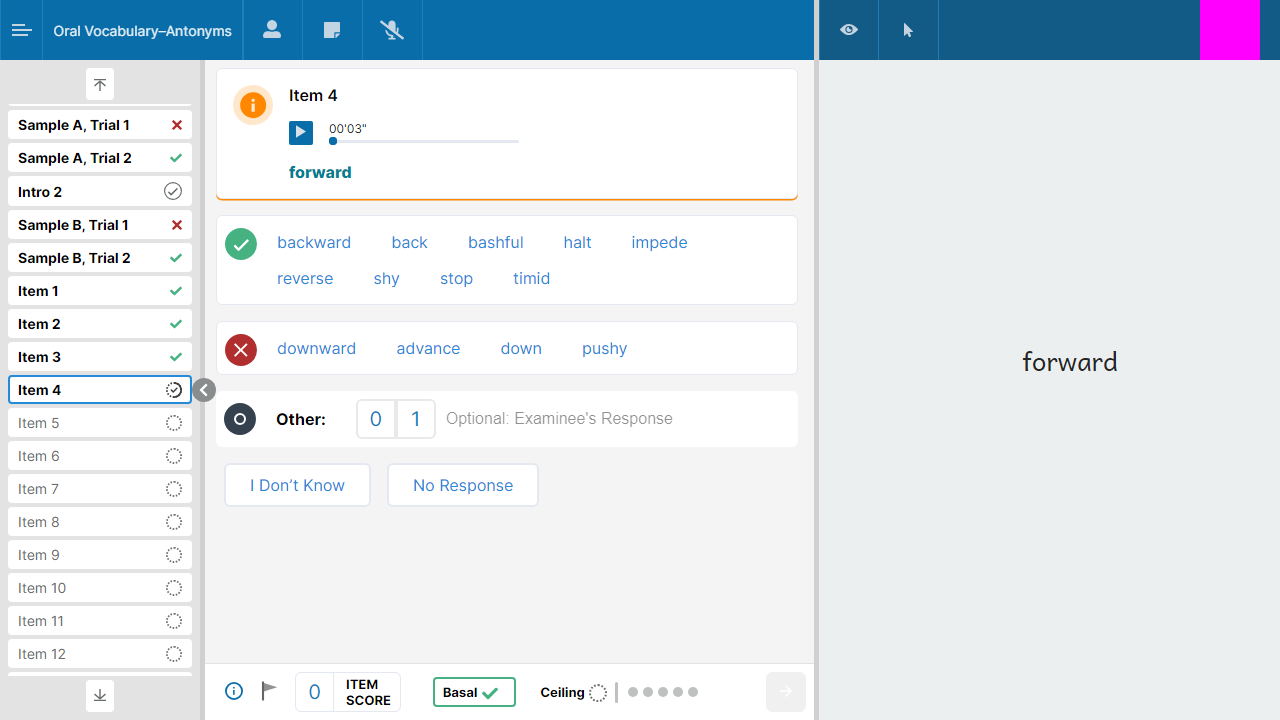 Oral Vocabulary–Antonyms
Sample A, Trial 1
Sample A, Trial 2
Intro 2
Sample B, Trial 1
Sample B, Trial 2
Item 1
Item 2
Item 3
Item 4
Item 5
Item 6
Item 7
Item 8
Item 9
Item 10
Item 11
Item 12
Item 4
00'03"
forward
backward back bashful halt impede
reverse shy stop timid
downward advance down pushy
Other: 0 1 Optional: Examinee's Response
I Don’t Know No Response
0 ITEM SCORE Basal Ceiling
forward